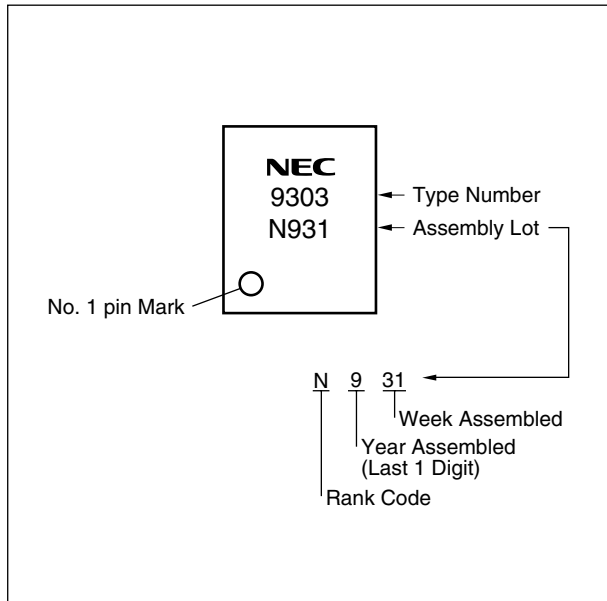 NEC
9303
N931
Type Number
Assembly Lot
No. 1 pin Mark
N 9 31
Week Assembled
Year Assembled
(Last 1 Digit)
Rank Code